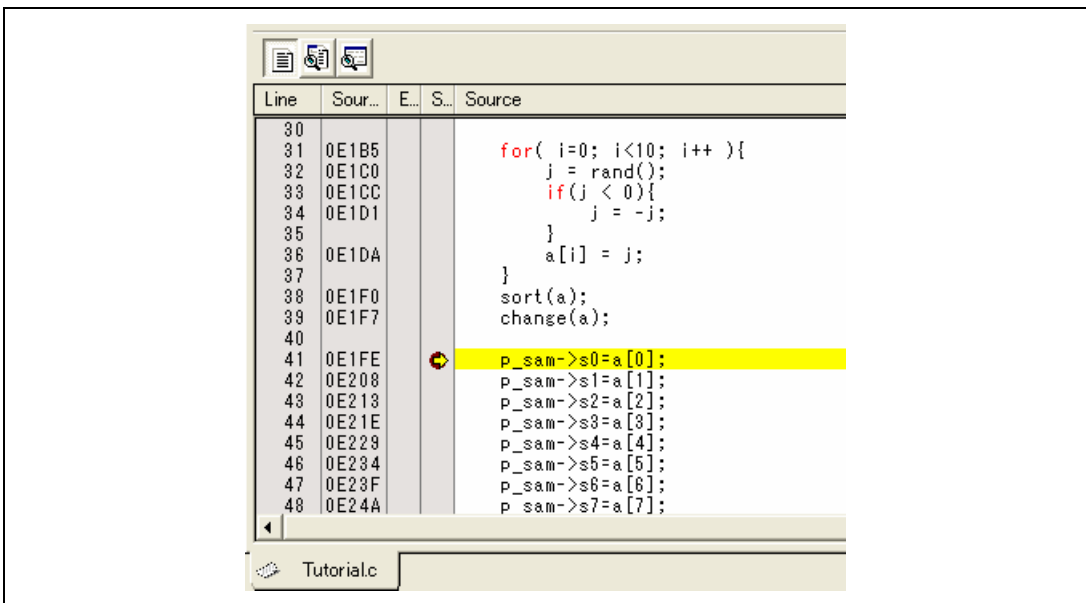 Line Sour... E... S... Source
30
31 0E1B5 for( i=0; i<10; i++ ){
32 0E1C0 j = rand();
33 0E1CC if(j < 0){
34 0E1D1 j = -j;
35 }
36 0E1DA a[i] = j;
37 }
38 0E1F0 sort(a);
39 0E1F7 change(a);
40
41 0E1FE p_sam->s0=a[0];
42 0E208 p_sam->s1=a[1];
43 0E213 p_sam->s2=a[2];
44 0E21E p_sam->s3=a[3];
45 0E229 p_sam->s4=a[4];
46 0E234 p_sam->s5=a[5];
47 0E23F p_sam->s6=a[6];
48 0E24A p_sam->s7=a[7];
Tutorial.c